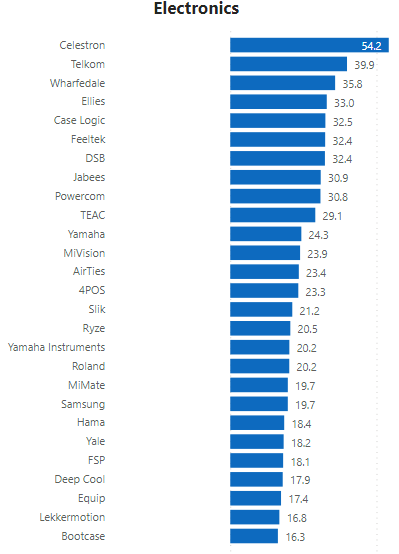 Electronics
Celestron 54.2
Telkom 39.9
Wharfedale 35.8
Ellies 33.0
Case Logic 32.5
Feeltek 32.4
DSB 32.4
Jabees 30.9
Powercom 30.8
TEAC 29.1
Yamaha 24.3
MiVision 23.9
AirTies 23.4
4POS 23.3
Slik 21.2
Ryze 20.5
Yamaha Instruments 20.2
Roland 20.2
MiMate 19.7
Samsung 19.7
Hama 18.4
Yale 18.2
FSP 18.1
Deep Cool 17.9
Equip 17.4
Lekkermotion 16.8
Bootcase 16.3